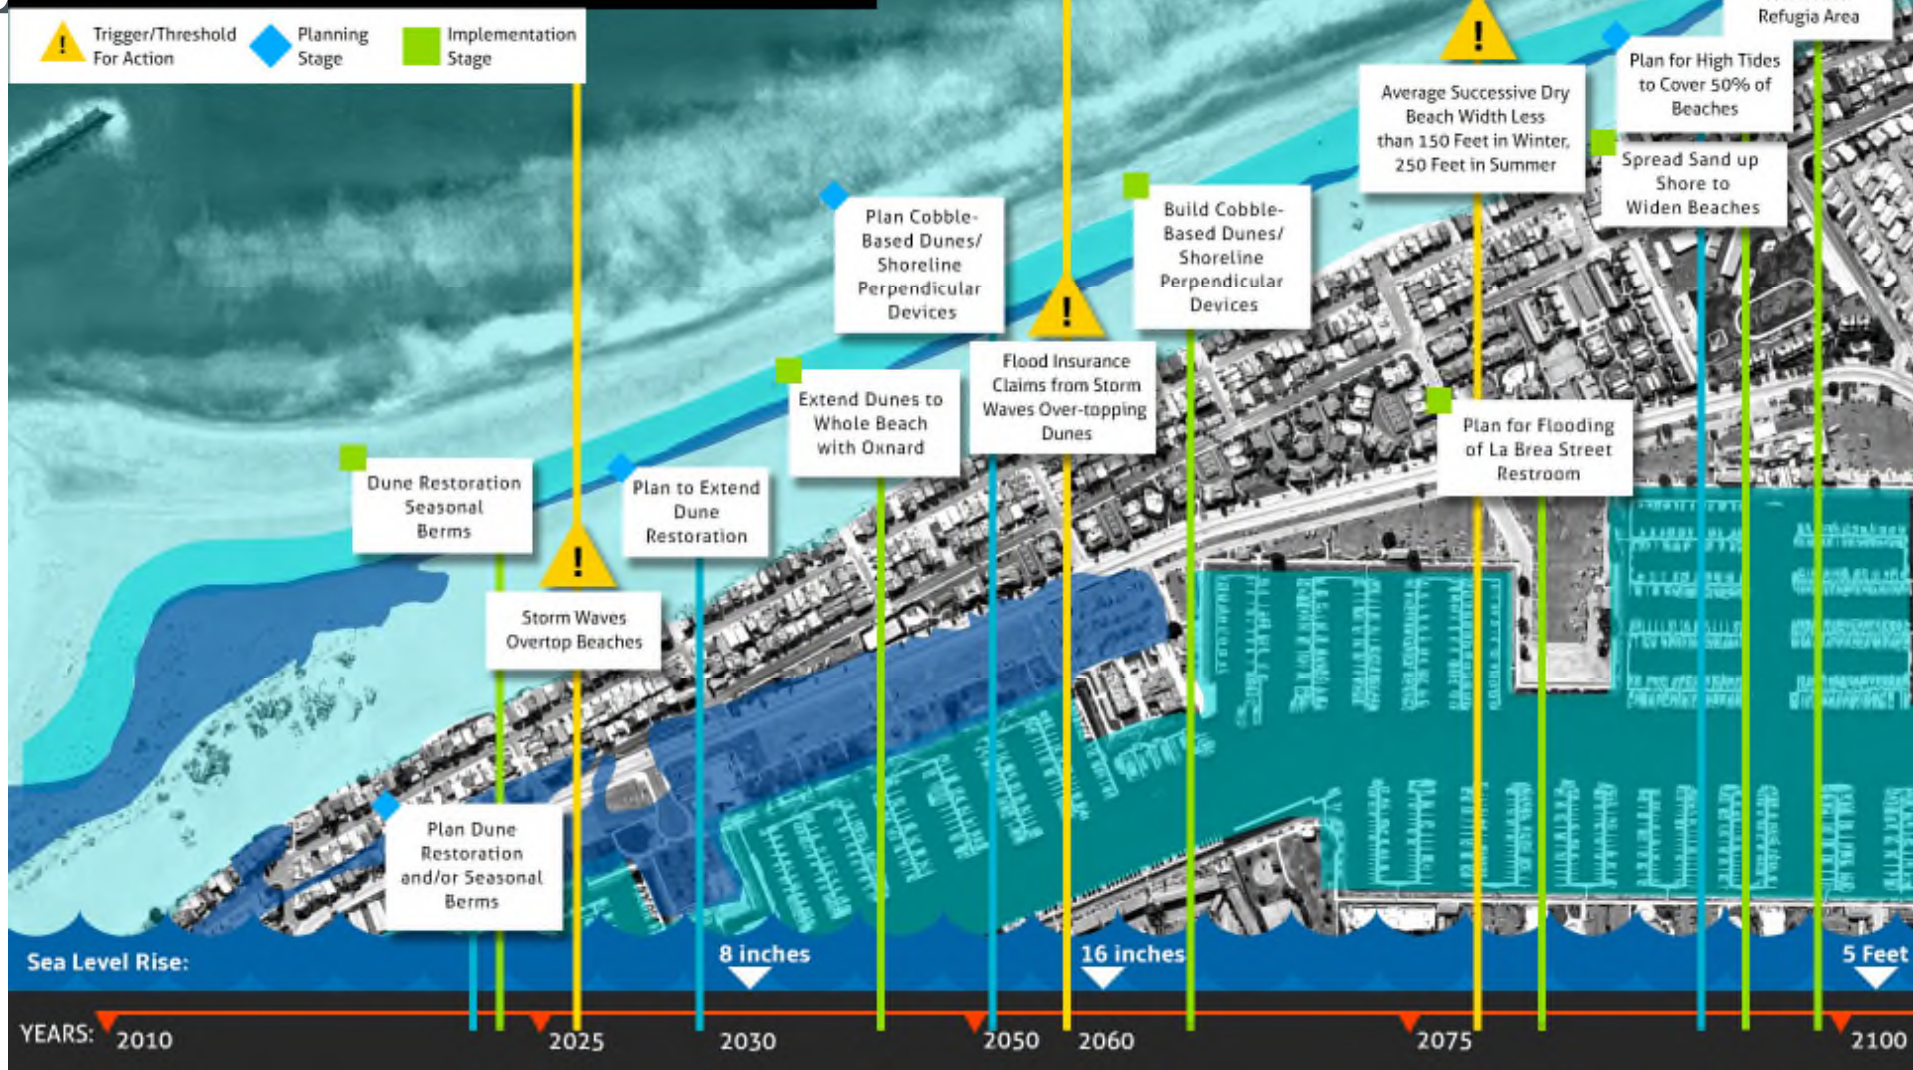 Trigger/Threshold
For Action
Planning
Stage
Implementation
Stage
Refugia Area
Plan for High Tides
to Cover 50% of
Beaches
Average Successive Dry
Beach Width Less
than 150 Feet in Winter,
250 Feet in Summer
Spread Sand up
Shore to
Widen Beaches
Plan Cobble-
Based Dunes/
Shoreline
Perpendicular
Devices
Build Cobble-
Based Dunes/
Shoreline
Perpendicular
Devices
Flood Insurance
Claims from Storm
Waves Over-topping
Dunes
Extend Dunes to
Whole Beach
with Oxnard
Plan for Flooding
of La Brea Street
Restroom
Dune Restoration
Seasonal
Berms
Plan to Extend
Dune
Restoration
Storm Waves
Overtop Beaches
Plan Dune
Restoration
and/or Seasonal
Berms
Sea Level Rise:
8 inches
16 inches
5 Feet
YEARS:
2010
2025
2030
2050
2060
2075
2100